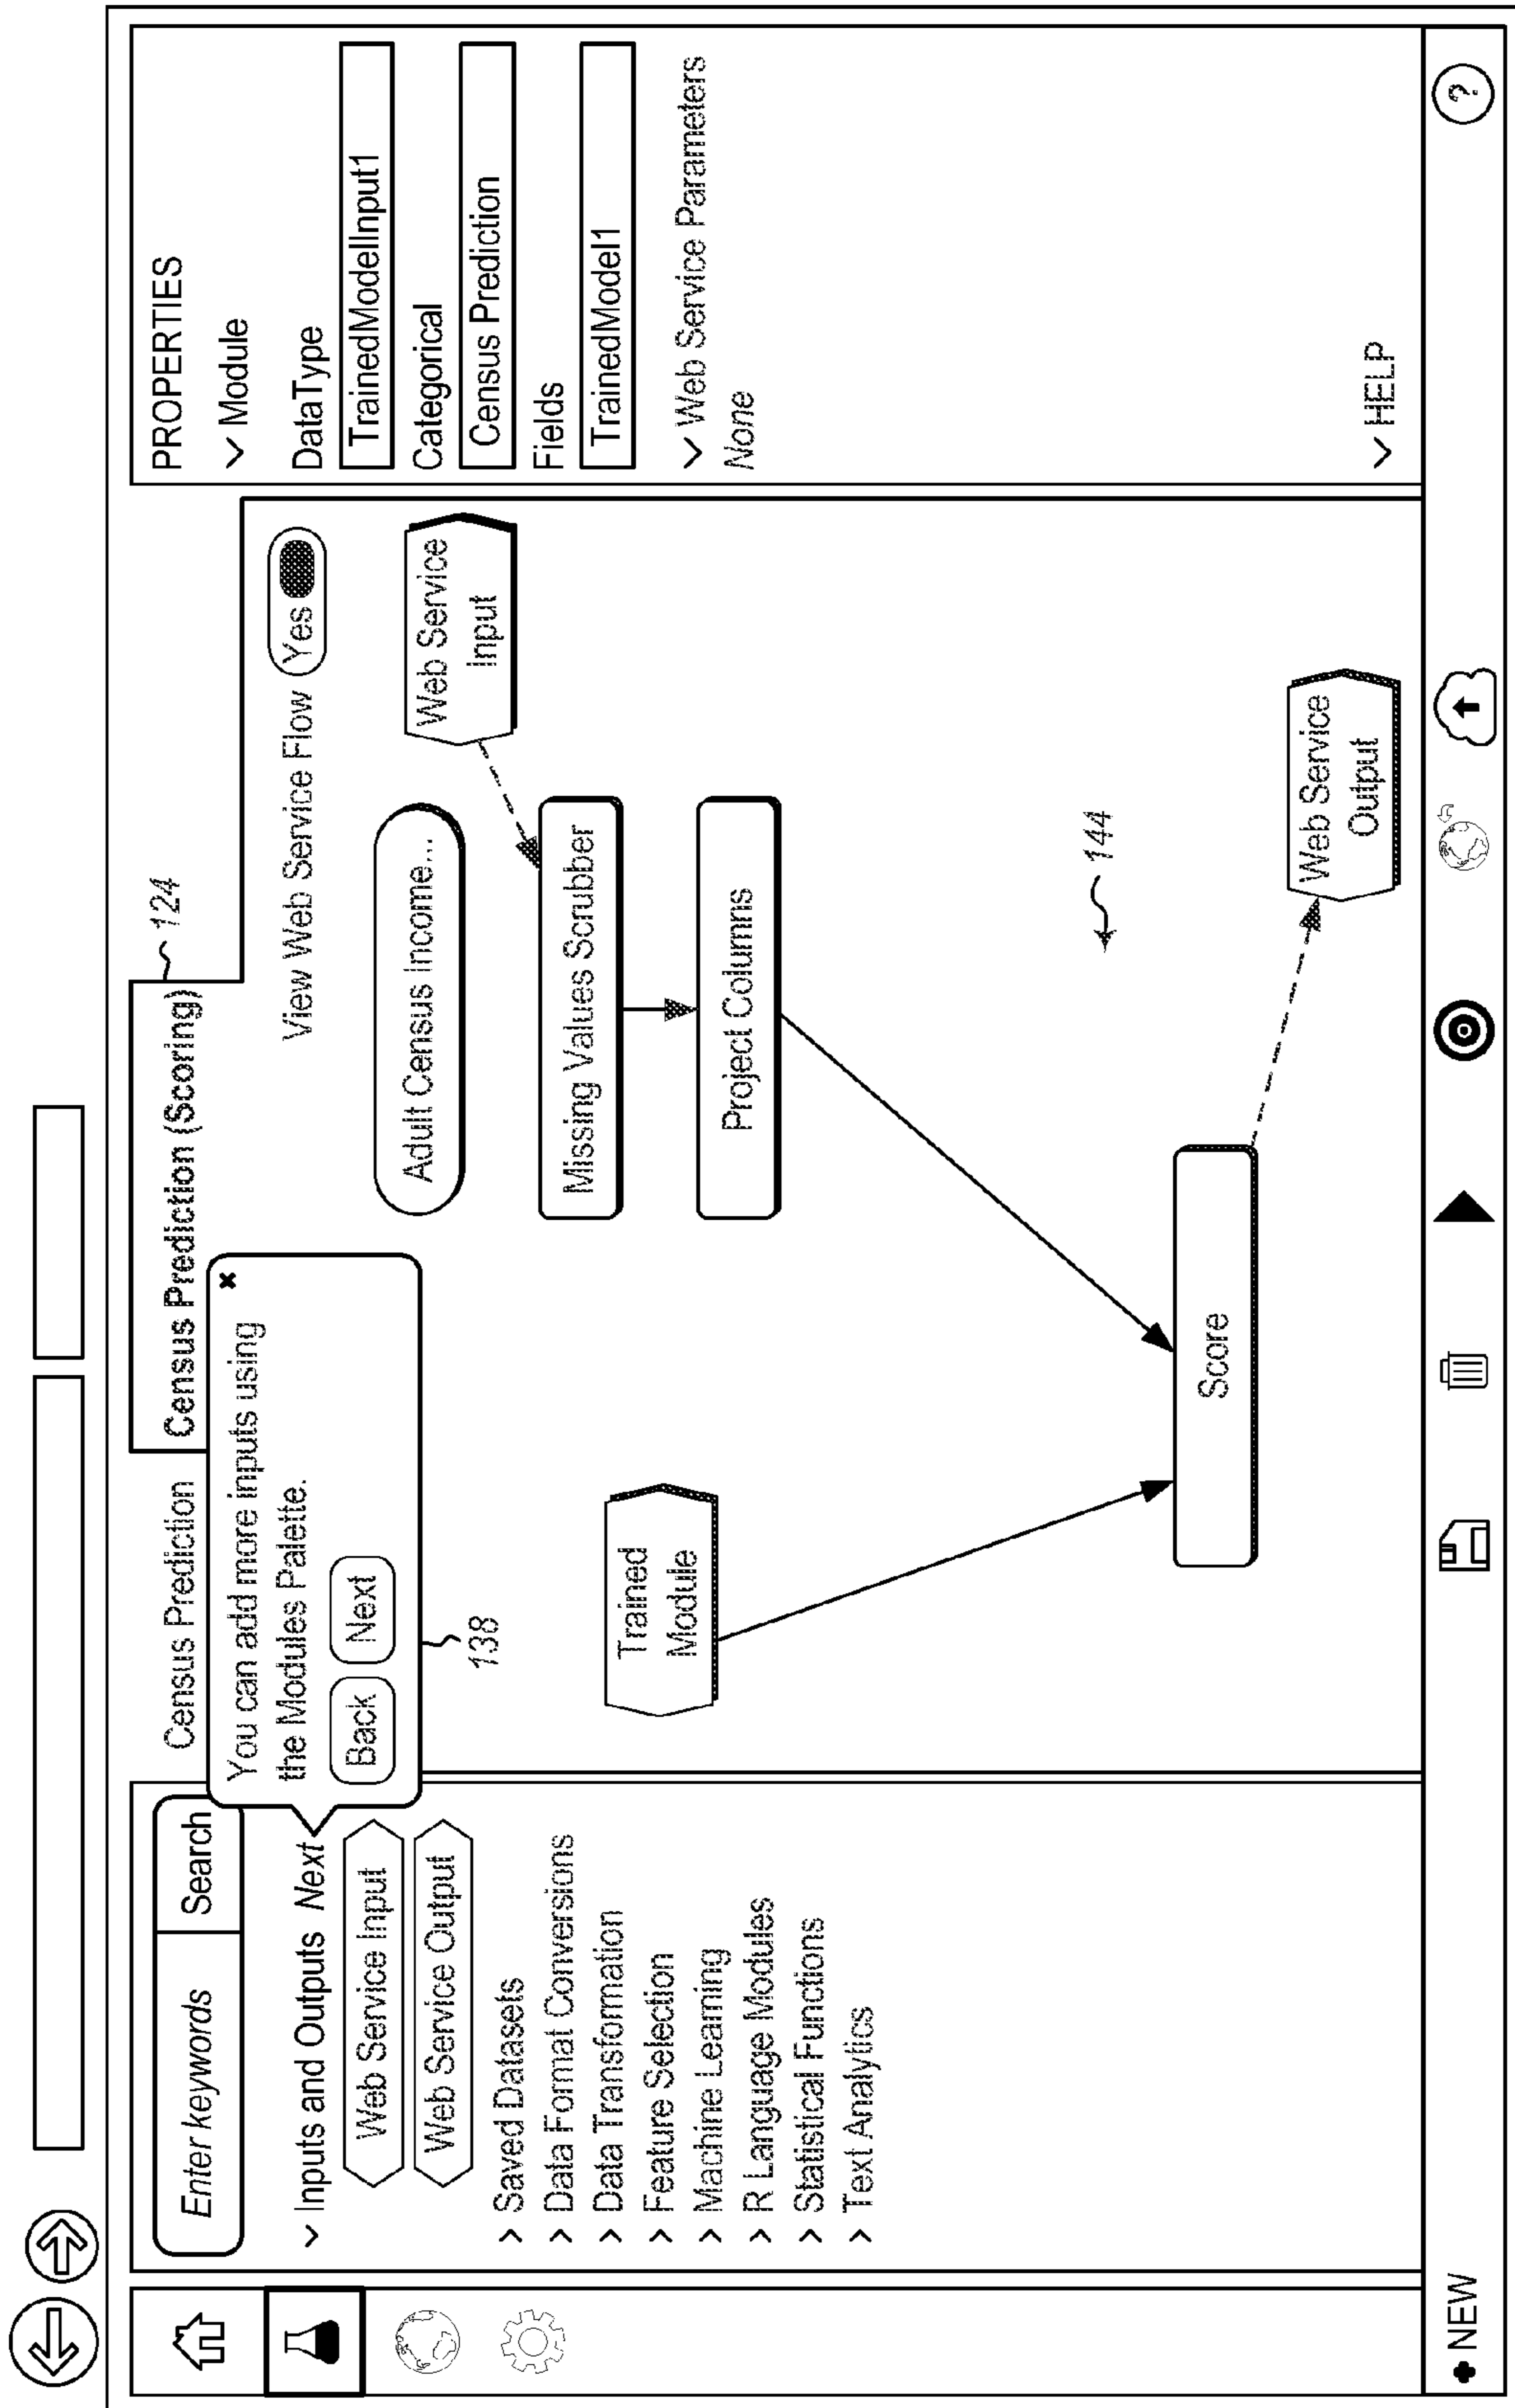 Enter keywords
Search
Inputs and Outputs Next
Web Service Input
Web Service Output
Saved Datasets
Data Format Conversions
Data Transformation
Feature Selection
Machine Learning
R Language Modules
Statistical Functions
Text Analytics
Census Prediction
Census Prediction (Scoring)
124
You can add more inputs using
the Modules Palette.
Back
Next
138
View Web Service Flow
Yes
Adult Census Income...
Web Service
Input
Missing Values Scrubber
Project Columns
Trained
Module
Score
144
Web Service
Output
PROPERTIES
Module
DataType
TrainedModelInput1
Categorical
Census Prediction
Fields
TrainedModel1
Web Service Parameters
None
HELP
NEW
?